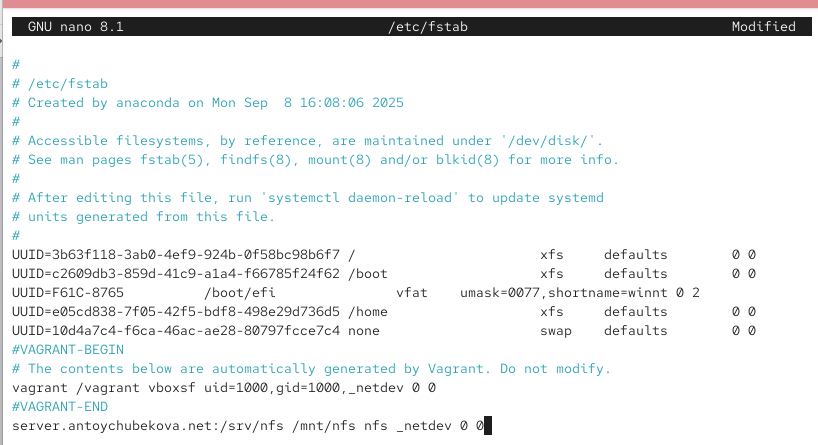 GNU nano 8.1 /etc/fstab Modified
#
# /etc/fstab
# Created by anaconda on Mon Sep  8 16:08:06 2025
#
# Accessible filesystems, by reference, are maintained under '/dev/disk/'.
# See man pages fstab(5), findfs(8), mount(8) and/or blkid(8) for more info.
#
# After editing this file, run 'systemctl daemon-reload' to update systemd
# units generated from this file.
#
UUID=3b63f118-3ab0-4ef9-924b-0f58bc98b6f7 / xfs defaults 0 0
UUID=c2609db3-859d-41c9-a1a4-f66785f24f62 /boot xfs defaults 0 0
UUID=F61C-8765 /boot/efi vfat umask=0077,shortname=winnt 0 2
UUID=e05cd838-7f05-42f5-bdf8-498e29d736d5 /home xfs defaults 0 0
UUID=10d4a7c4-f6ca-46ac-ae28-80797fcce7c4 none swap defaults 0 0
#VAGRANT-BEGIN
# The contents below are automatically generated by Vagrant. Do not modify.
vagrant /vagrant vboxsf uid=1000,gid=1000,_netdev 0 0
#VAGRANT-END
server.antoychubekova.net:/srv/nfs /mnt/nfs nfs _netdev 0 0